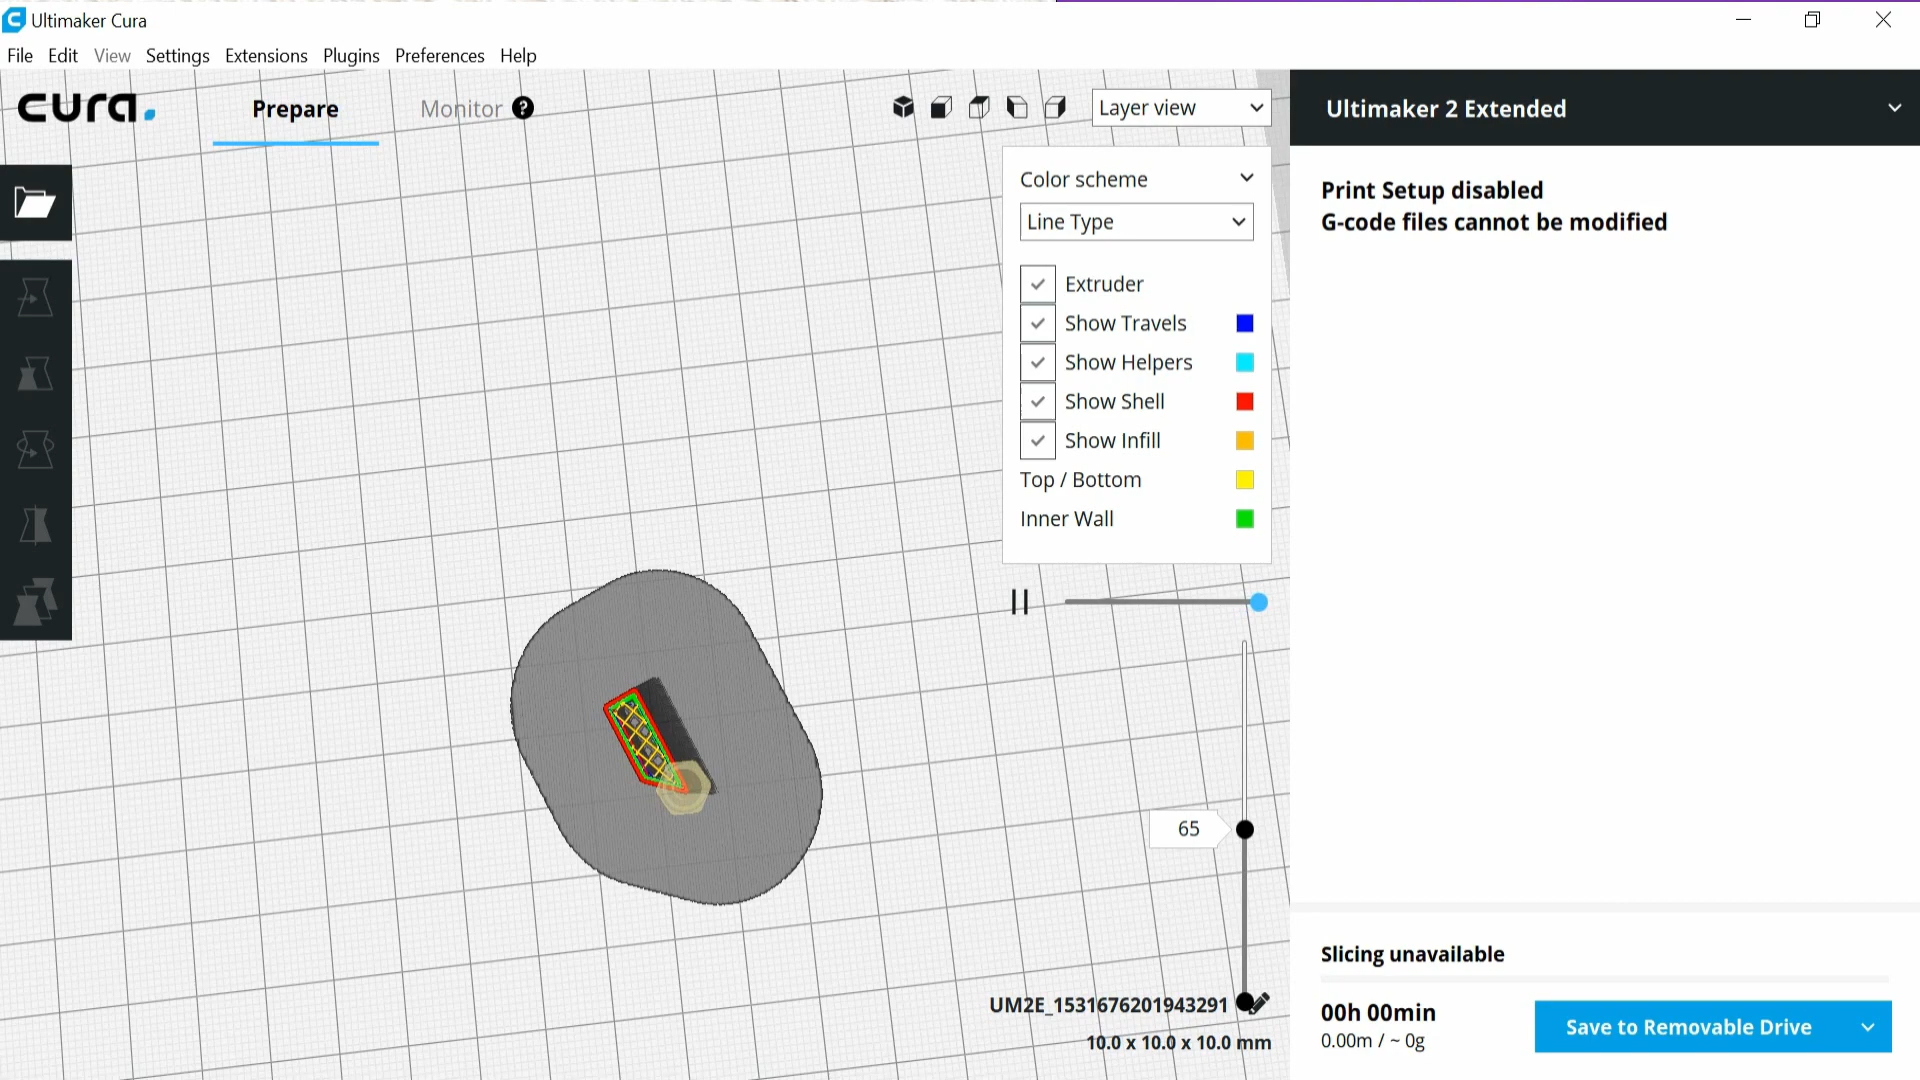 Ultimaker Cura
File Edit View Settings Extensions Plugins Preferences Help
cura. Prepare Monitor ? Layer view
Ultimaker 2 Extended
Color scheme
Line Type
Extruder
Show Travels
Show Helpers
Show Shell
Show Infill
Top / Bottom
Inner Wall
Print Setup disabled
G-code files cannot be modified
65
UM2E_1531676201943291
10.0 x 10.0 x 10.0 mm
Slicing unavailable
00h 00min
0.00m / ~ 0g
Save to Removable Drive